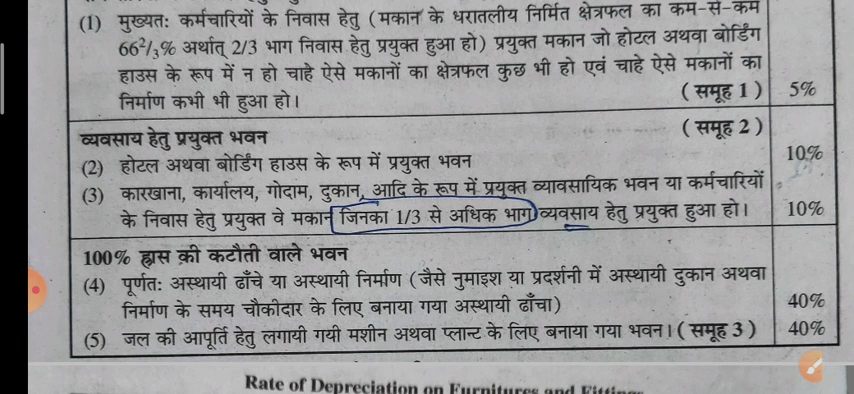 (1) मुख्यतः कर्मचारियों के निवास हेतु (मकान के धरातलीय निर्मित क्षेत्रफल का कम-से-कम
66²/₃% अर्थात् 2/3 भाग निवास हेतु प्रयुक्त हुआ हो) प्रयुक्त मकान जो होटल अथवा बोर्डिंग
हाउस के रूप में न हो चाहे ऐसे मकानों का क्षेत्रफल कुछ भी हो एवं चाहे ऐसे मकानों का
निर्माण कभी भी हुआ हो। (समूह 1) 5%
व्यवसाय हेतु प्रयुक्त भवन (समूह 2)
(2) होटल अथवा बोर्डिंग हाउस के रूप में प्रयुक्त भवन 10%
(3) कारखाना, कार्यालय, गोदाम, दुकान, आदि के रूप में प्रयुक्त व्यावसायिक भवन या कर्मचारियों
के निवास हेतु प्रयुक्त वे मकान जिनका 1/3 से अधिक भाग व्यवसाय हेतु प्रयुक्त हुआ हो। 10%
100% ह्रास की कटौती वाले भवन
(4) पूर्णतः अस्थायी ढाँचे या अस्थायी निर्माण (जैसे नुमाइश या प्रदर्शनी में अस्थायी दुकान अथवा
निर्माण के समय चौकीदार के लिए बनाया गया अस्थायी ढाँचा) 40%
(5) जल की आपूर्ति हेतु लगायी गयी मशीन अथवा प्लान्ट के लिए बनाया गया भवन। (समूह 3) 40%
Rate of Depreciation on Furnitures and Fittings